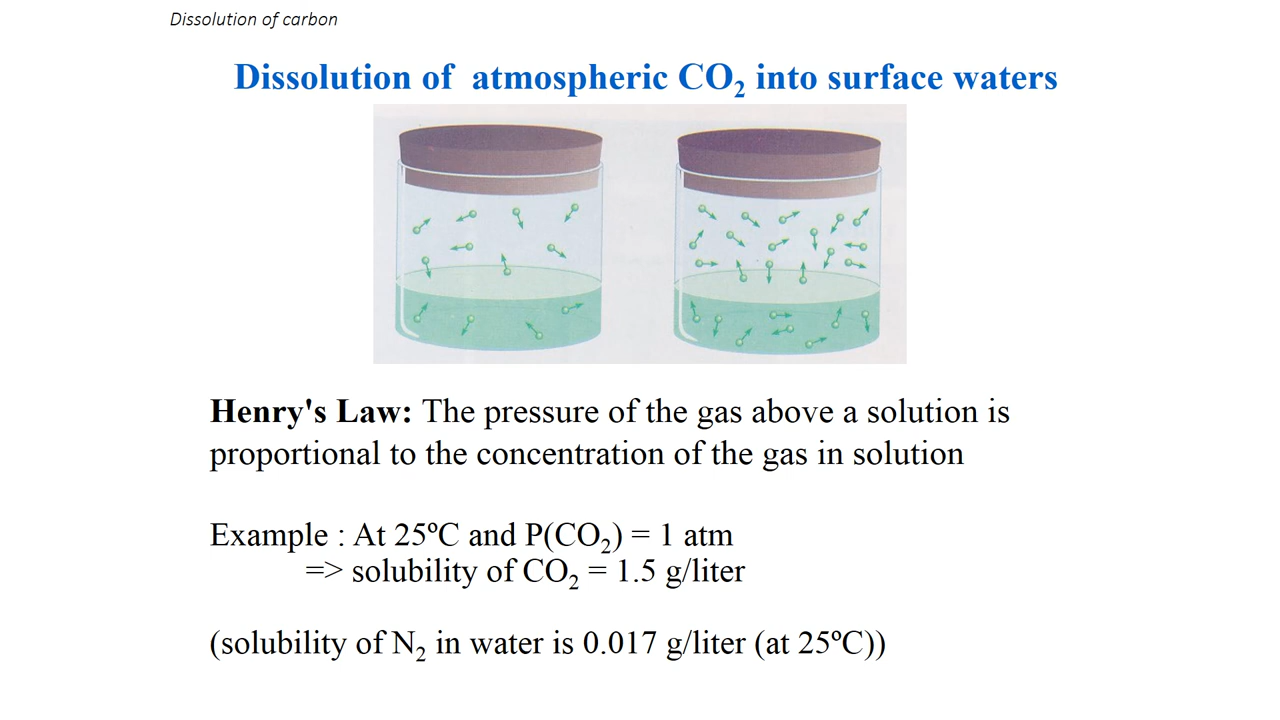 Dissolution of carbon
Dissolution of  atmospheric CO₂ into surface waters
Henry's Law: The pressure of the gas above a solution is
proportional to the concentration of the gas in solution
Example : At 25ºC and P(CO₂) = 1 atm
=> solubility of CO₂ = 1.5 g/liter
(solubility of N₂ in water is 0.017 g/liter (at 25ºC))